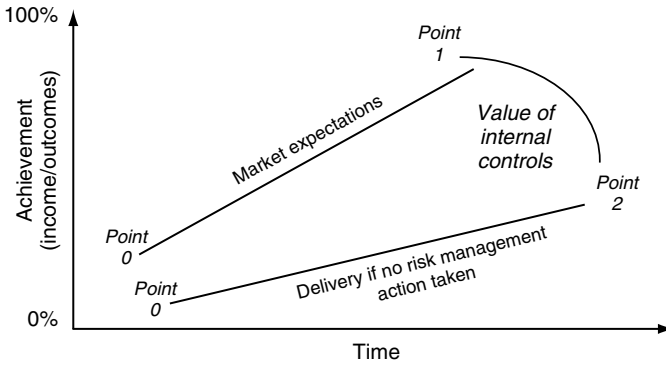 100%
Point
1
Market expectations
Value of
internal
controls
Achievement
(income/outcomes)
Point
2
Point
0
Point
0
Delivery if no risk management
action taken
0%
Time